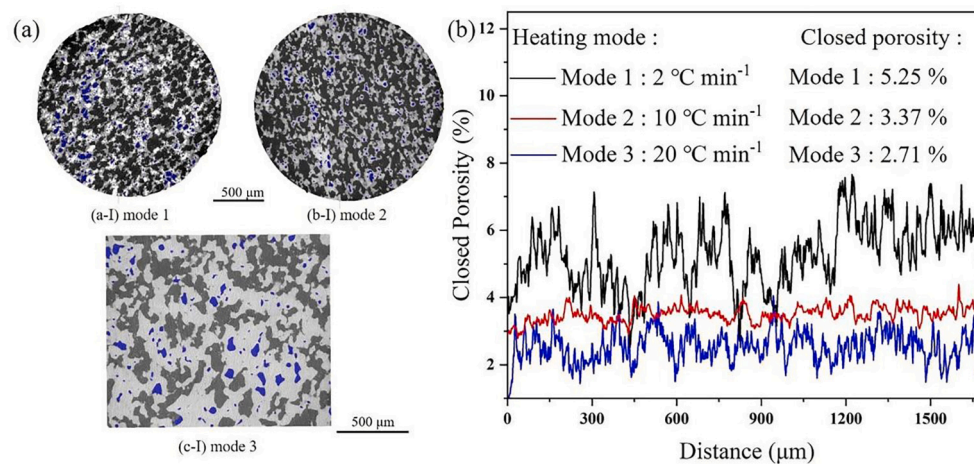 (a)
500 μm
500 μm
(a-I) mode 1
(b-I) mode 2
500 μm
(c-I) mode 3
(b)
Closed Porosity (%)
12
10
8
6
4
2
Heating mode :
Closed porosity :
Mode 1 : 2 ℃ min-1
Mode 1 : 5.25 %
Mode 2 : 10 ℃ min-1
Mode 2 : 3.37 %
Mode 3 : 20 ℃ min-1
Mode 3 : 2.71 %
0
300
600
900
1200
1500
Distance (μm)